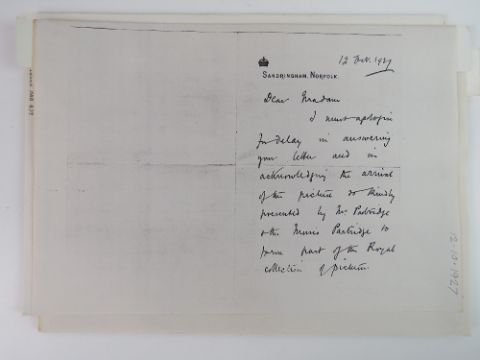 12 Oct. 1927
SANDRINGHAM, NORFOLK.
Dear Madam
I must apologise
for delay in answering
your letter and in
acknowledging the arrival
of the picture so kindly
presented by Mr Partridge
& the Misses Partridge to
form part of the Royal
collection of pictures.
12.10.1927